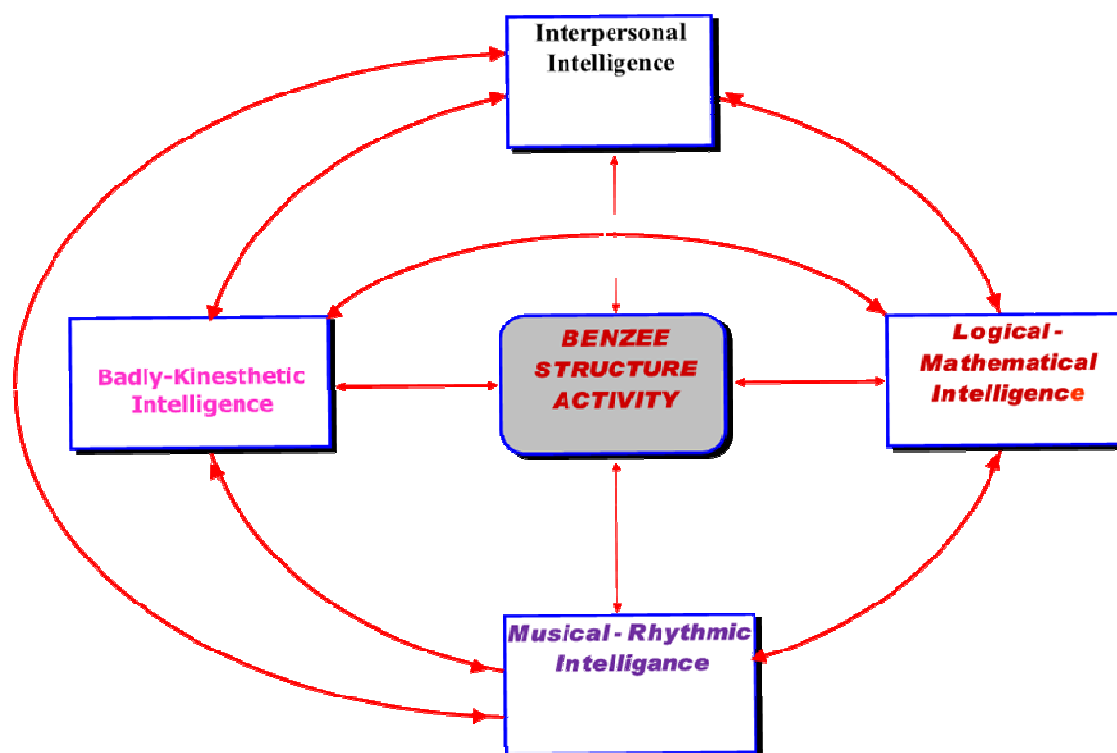 Interpersonal
Intelligence
Badly-Kinesthetic
Intelligence
BENZEE
STRUCTURE
ACTIVITY
Logical -
Mathematical
Intelligence
Musical - Rhythmic
Intelligance